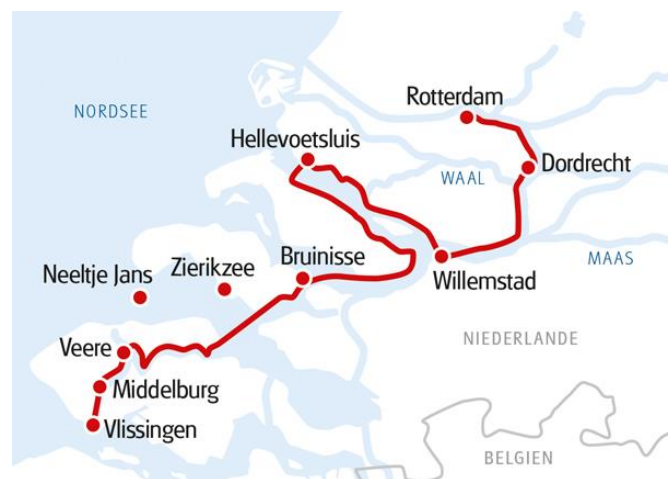 Rotterdam
NORDSEE
Hellevoetsluis
Dordrecht
WAAL
Bruinisse
Zierikzee
Neeltje Jans
MAAS
Willemstad
NIEDERLANDE
Veere
Middelburg
Vlissingen
BELGIEN